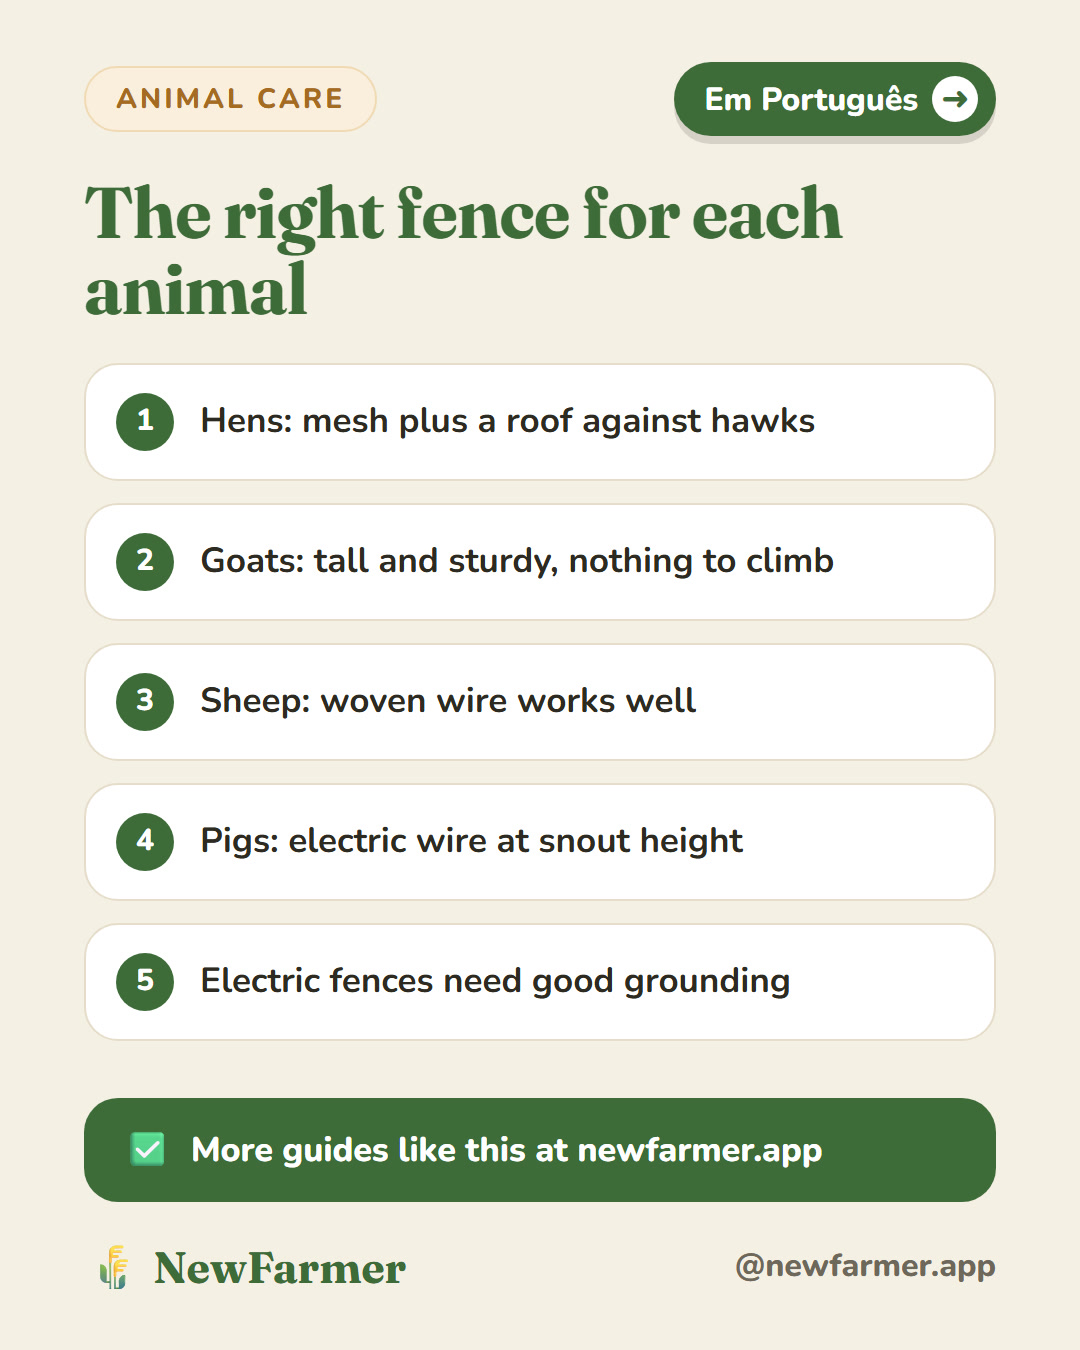 ANIMAL CARE
Em Português
The right fence for each
animal
1 Hens: mesh plus a roof against hawks
2 Goats: tall and sturdy, nothing to climb
3 Sheep: woven wire works well
4 Pigs: electric wire at snout height
5 Electric fences need good grounding
More guides like this at newfarmer.app
NewFarmer
@newfarmer.app